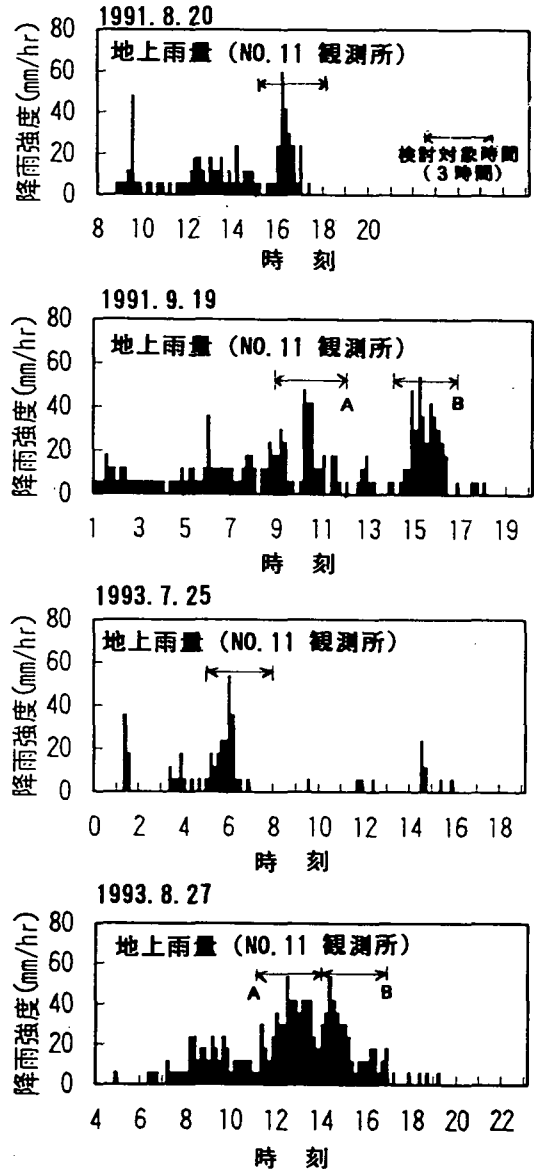 1991.8.20
地上雨量 (NO.11 観測所)
検討対象時間
(3時間)
降雨強度(mm/hr)
80
60
40
20
0
8 10 12 14 16 18 20
時 刻
1991.9.19
地上雨量 (NO.11 観測所)
A B
降雨強度(mm/hr)
80
60
40
20
0
1 3 5 7 9 11 13 15 17 19
時 刻
1993.7.25
地上雨量 (NO.11 観測所)
降雨強度(mm/hr)
80
60
40
20
0
0 2 4 6 8 10 12 14 16 18
時 刻
1993.8.27
地上雨量 (NO.11 観測所)
A B
降雨強度(mm/hr)
80
60
40
20
0
4 6 8 10 12 14 16 18 20 22
時 刻